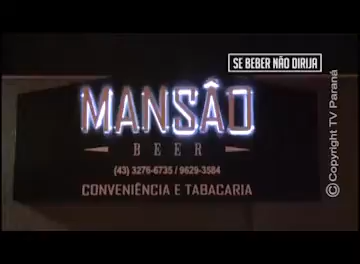 SE BEBER NÃO DIRIJA
MANSÃO
BEER
(43) 3276-6735 / 9629-3584
CONVENIÊNCIA E TABACARIA
© Copyright TV Paraná